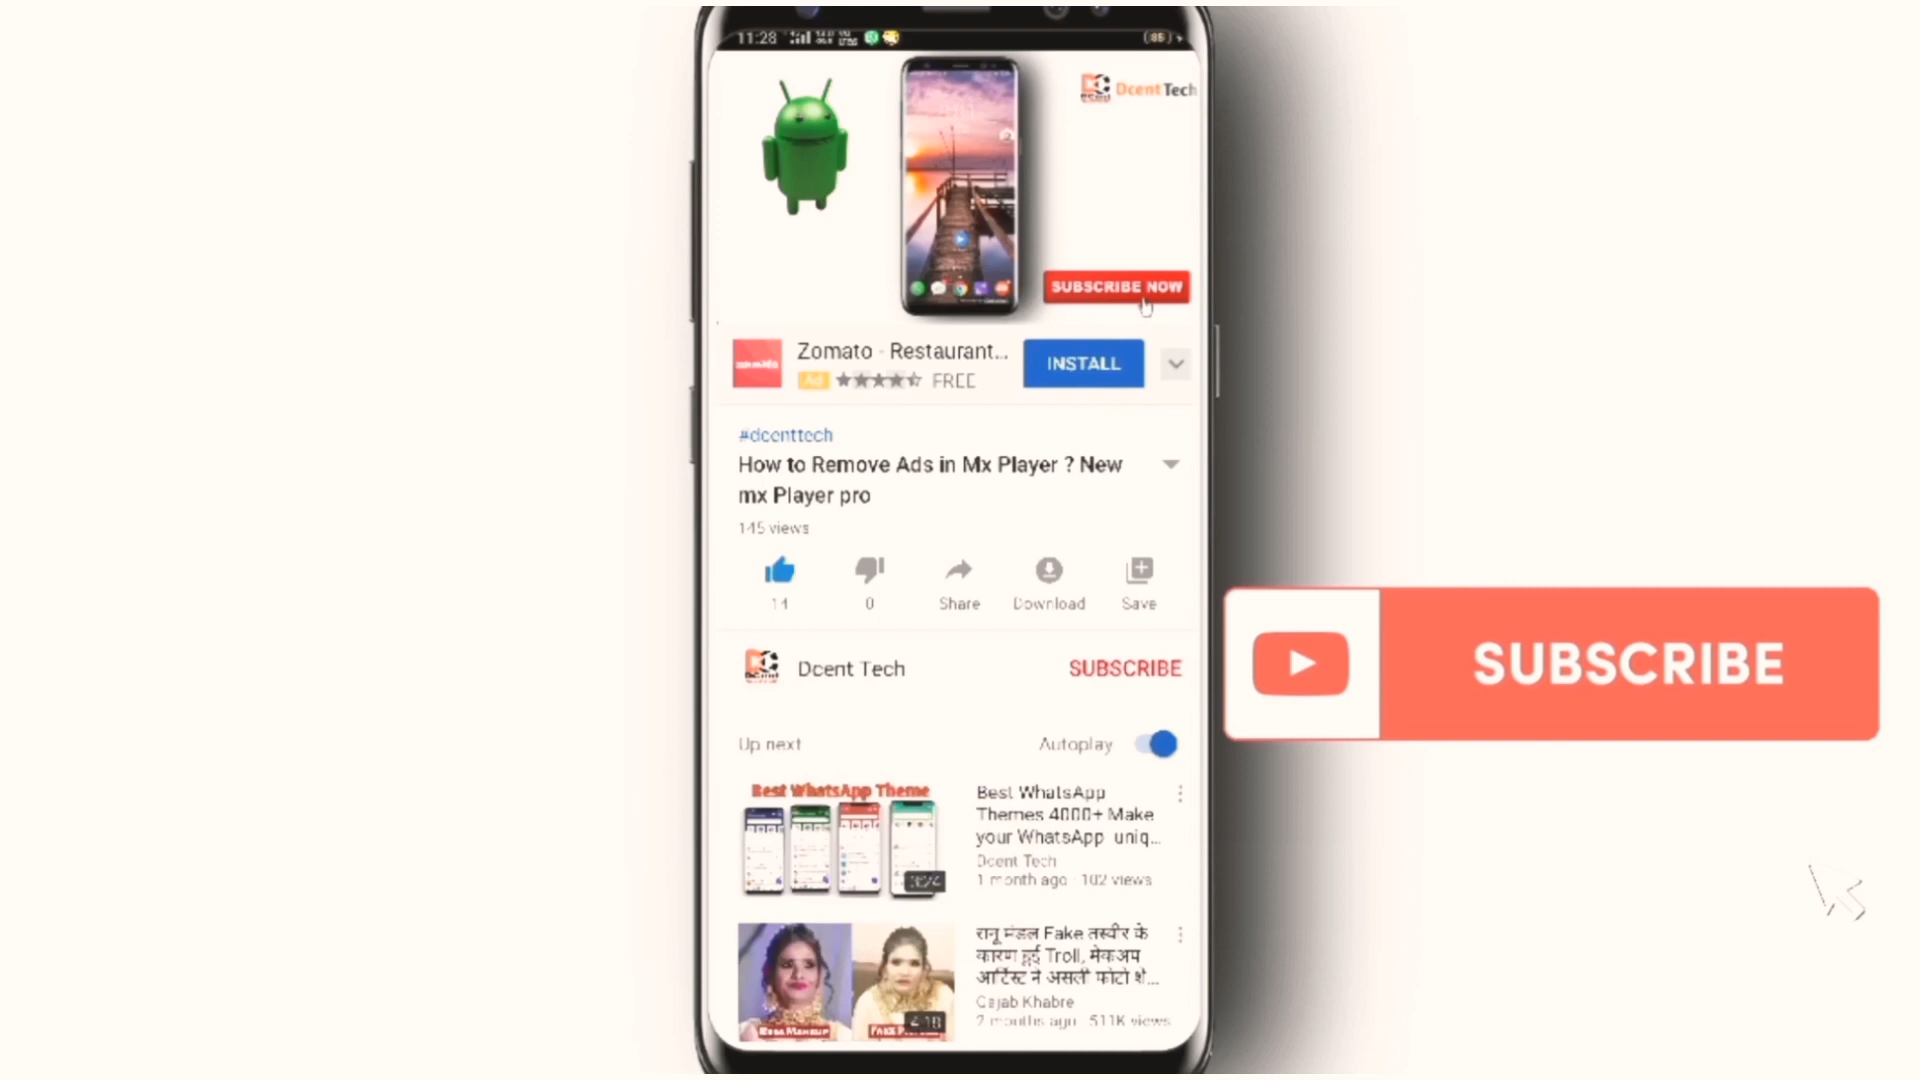 11:28
85
Dcent Tech
SUBSCRIBE NOW
Zomato - Restaurant...
Ad FREE
INSTALL
#dcenttech
How to Remove Ads in Mx Player ? New
mx Player pro
145 views
14
0
Share
Download
Save
Dcent Tech
SUBSCRIBE
SUBSCRIBE
Up next
Autoplay
Best WhatsApp Theme
Best WhatsApp
Themes 4000+ Make
your WhatsApp uniq...
Dcent Tech
1 month ago · 102 views
रानू मंडल Fake तस्वीर के
कारण हुई Troll, मेकअप
आर्टिस्ट ने असली फोटो शे...
Gajab Khabre
2 months ago · 511K views
4:18